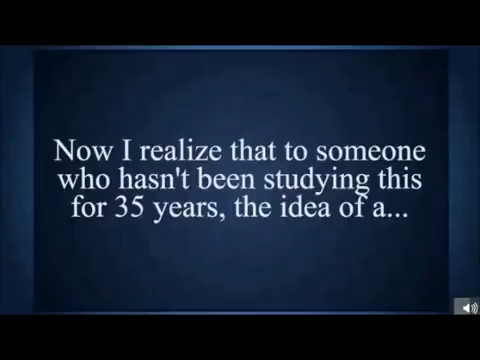 Now I realize that to someone
who hasn't been studying this
for 35 years, the idea of a...